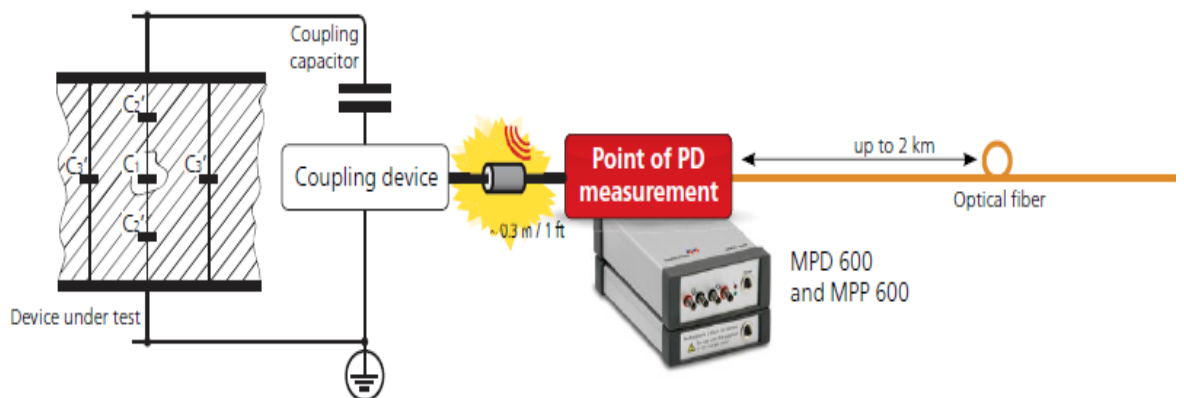 Coupling
capacitor
C₂'
C₃'
C₁
C₃'
C₂'
Coupling device
Point of PD
measurement
up to 2 km
Optical fiber
0.3 m / 1 ft
MPD 600
and MPP 600
Device under test